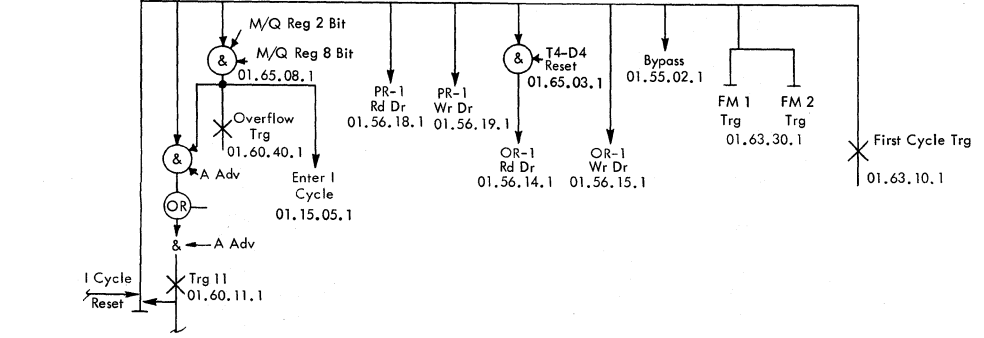 M/Q Reg 2 Bit
&
M/Q Reg 8 Bit
01.65.08.1
Overflow
Trg
01.60.40.1
&
A Adv
OR
&
A Adv
Trg 11
01.60.11.1
I Cycle
Reset
Enter I
Cycle
01.15.05.1
PR-1
Rd Dr
01.56.18.1
PR-1
Wr Dr
01.56.19.1
&
T4-D4
Reset
01.65.03.1
OR-1
Rd Dr
01.56.14.1
OR-1
Wr Dr
01.56.15.1
Bypass
01.55.02.1
FM 1
Trg
FM 2
Trg
01.63.30.1
First Cycle Trg
01.63.10.1